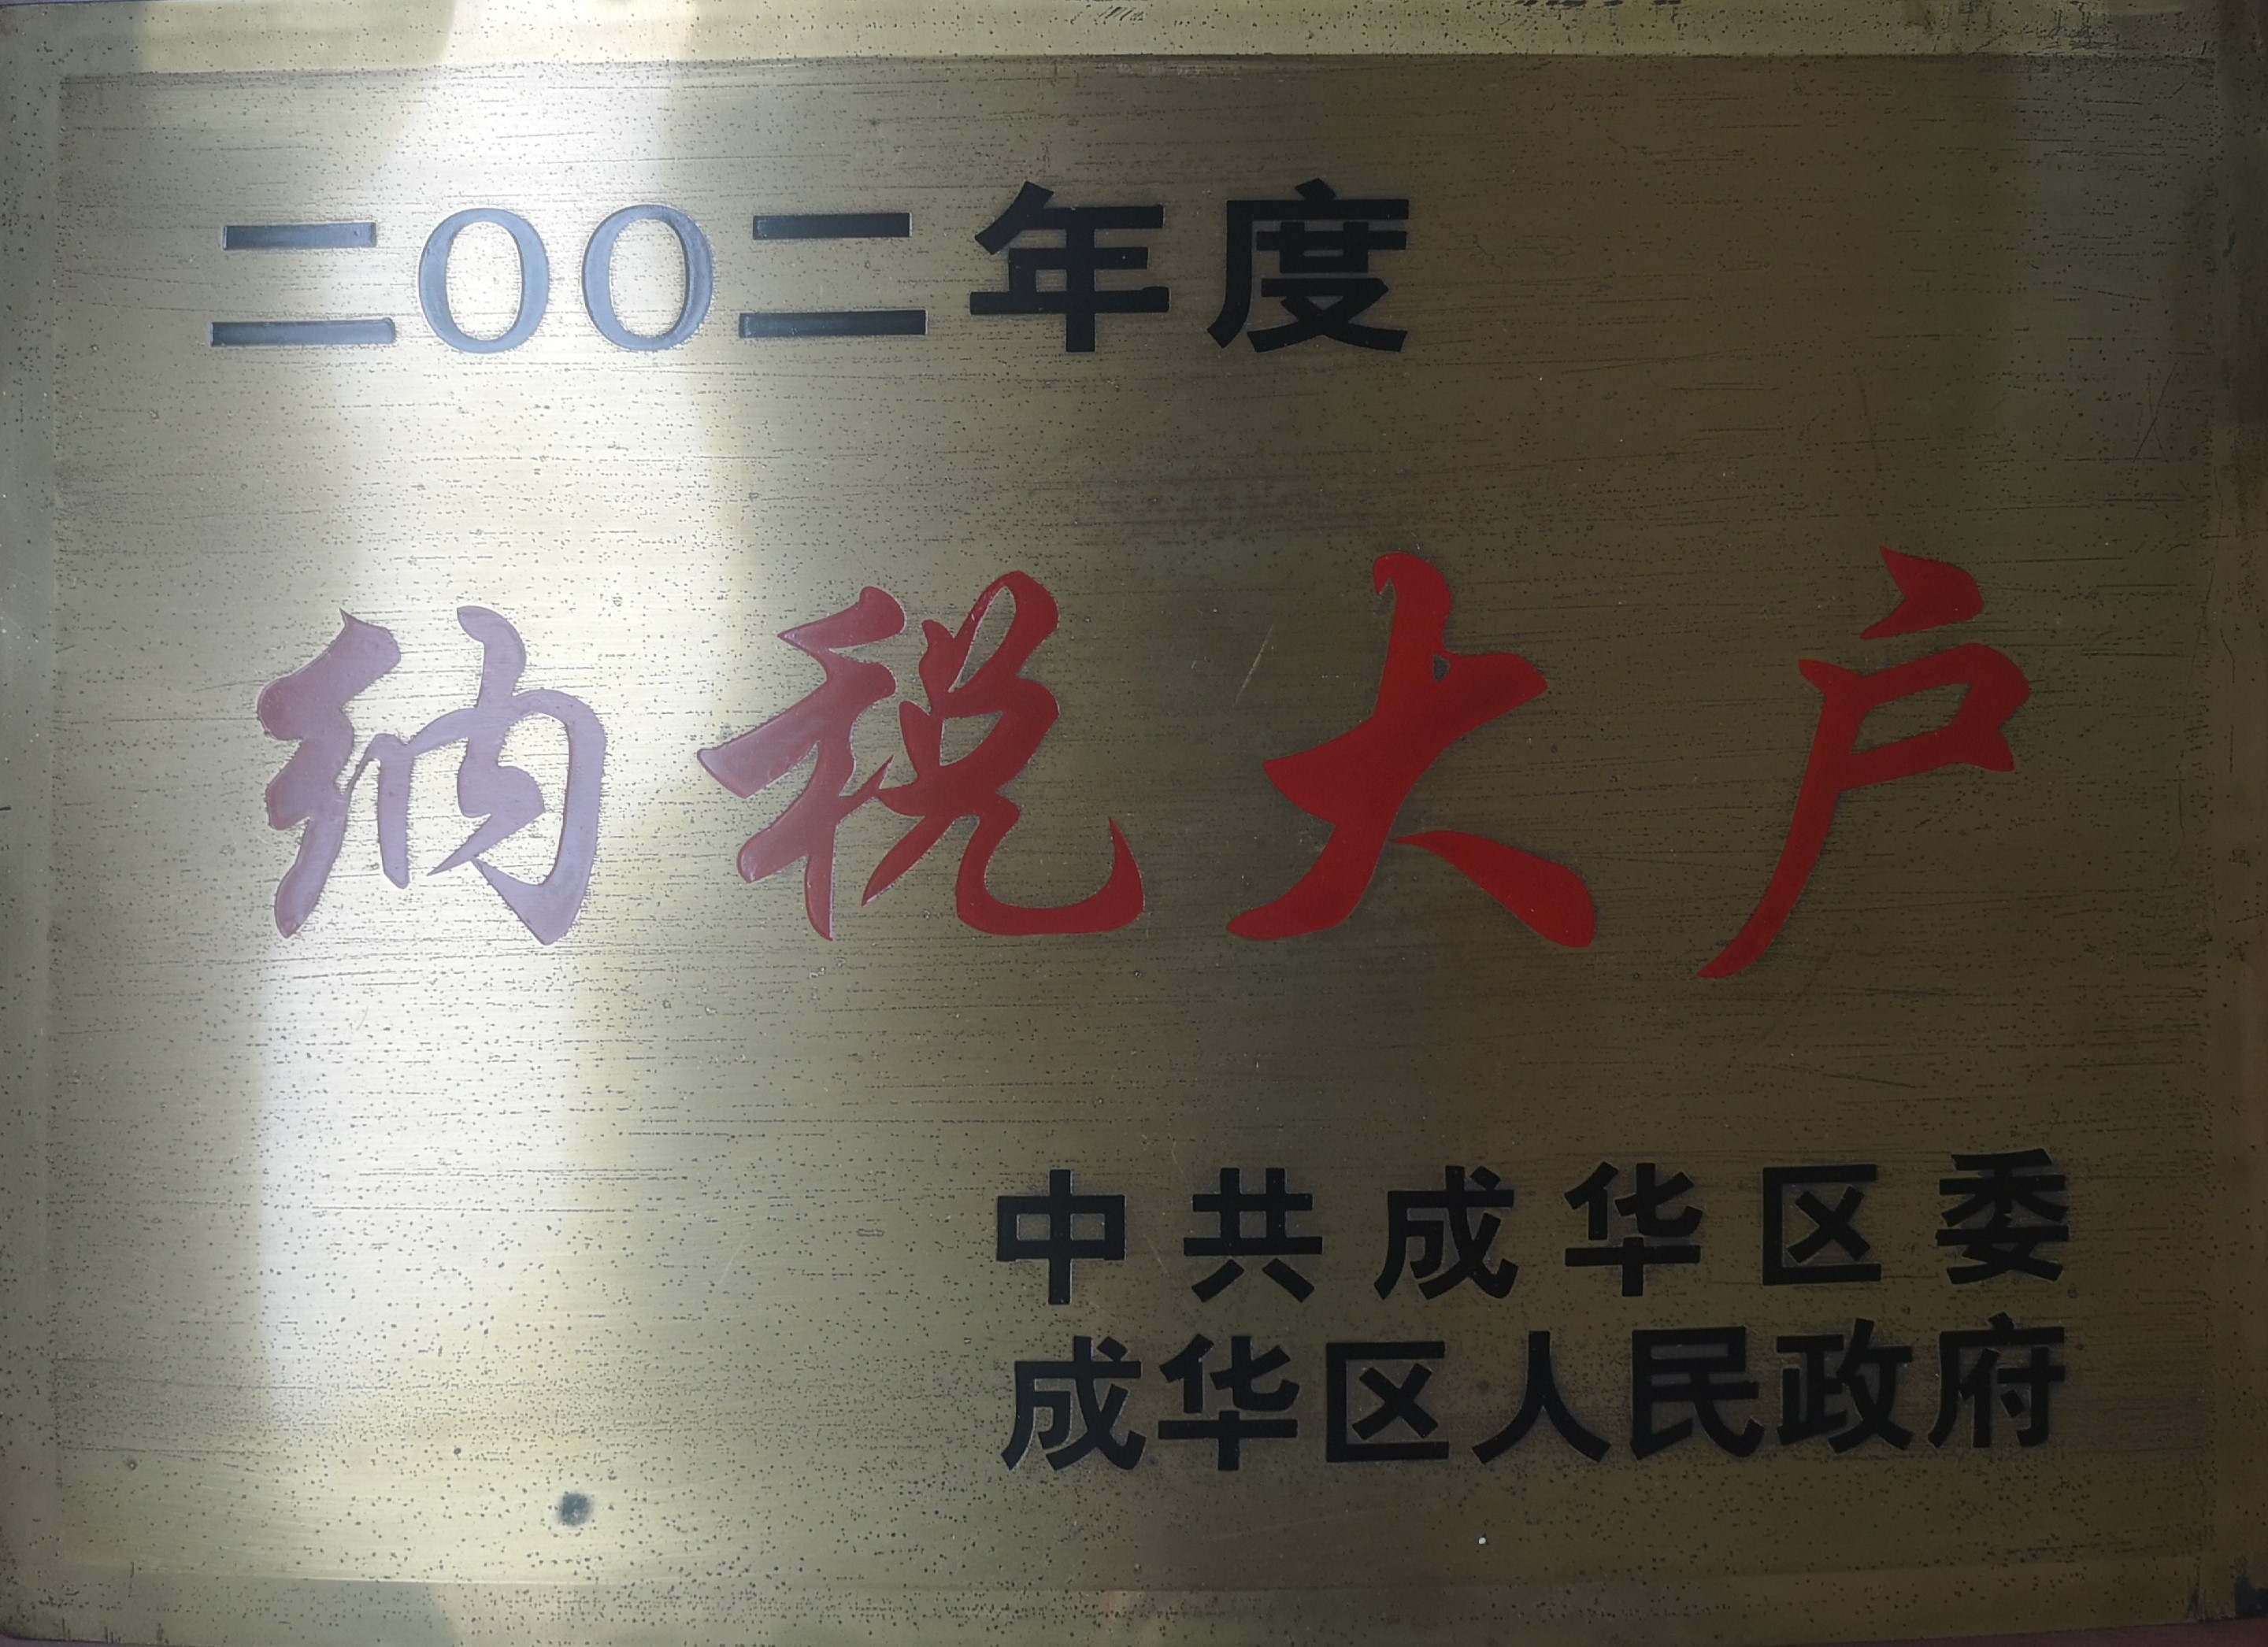 二OO二年度
纳税大户
中共成华区委
成华区人民政府